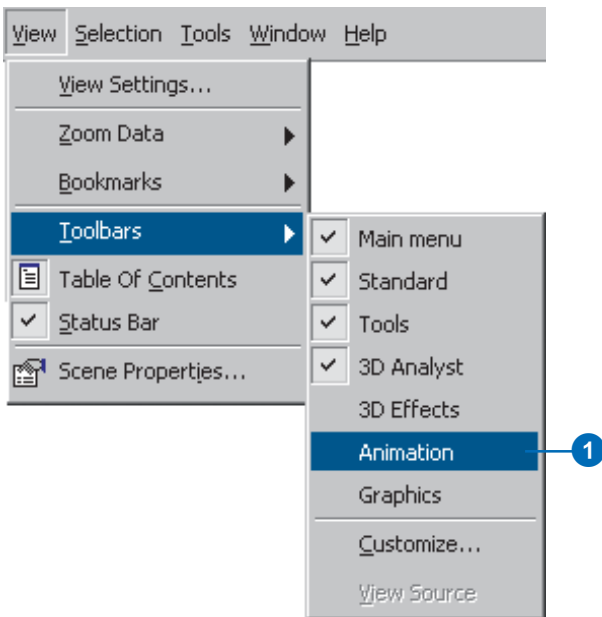 View Selection Tools Window Help
View Settings...
Zoom Data
Bookmarks
Toolbars
Table Of Contents
Status Bar
Scene Properties...
Main menu
Standard
Tools
3D Analyst
3D Effects
Animation
1
Graphics
Customize...
View Source